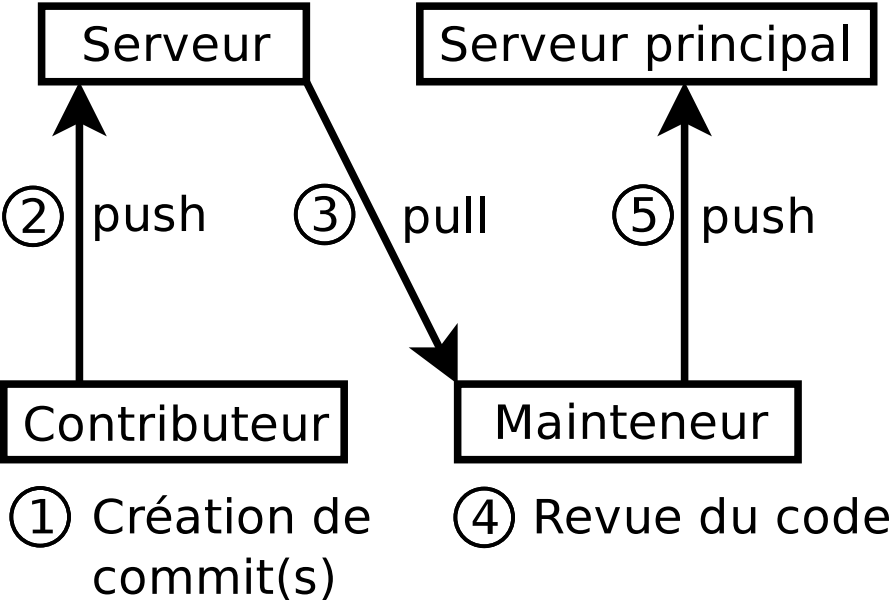 Serveur
Serveur principal
② push
③ pull
⑤ push
Contributeur
Mainteneur
① Création de
commit(s)
④ Revue du code